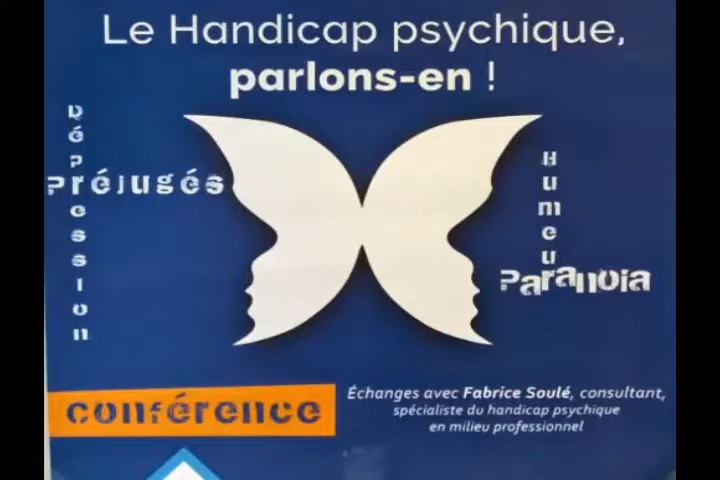 Le Handicap psychique,
parlons-en !
Dépression
Préjugés
Humeur
Paranoïa
conférence
Échanges avec Fabrice Soulé, consultant,
spécialiste du handicap psychique
en milieu professionnel